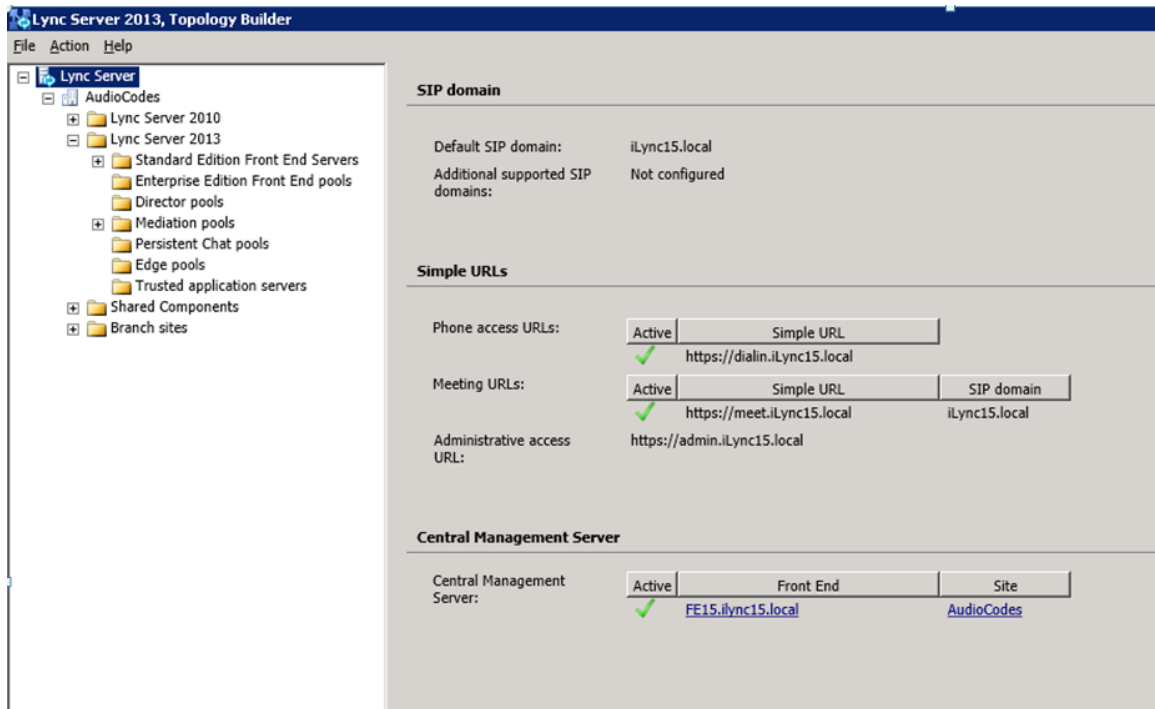 Lync Server 2013, Topology Builder
File Action Help
Lync Server
AudioCodes
Lync Server 2010
Lync Server 2013
Standard Edition Front End Servers
Enterprise Edition Front End pools
Director pools
Mediation pools
Persistent Chat pools
Edge pools
Trusted application servers
Shared Components
Branch sites
SIP domain
Default SIP domain: iLync15.local
Additional supported SIP Not configured
domains:
Simple URLs
Phone access URLs: Active Simple URL
https://dialin.iLync15.local
Meeting URLs: Active Simple URL SIP domain
https://meet.iLync15.local iLync15.local
Administrative access https://admin.iLync15.local
URL:
Central Management Server
Central Management Active Front End Site
Server: FE15.ilync15.local AudioCodes